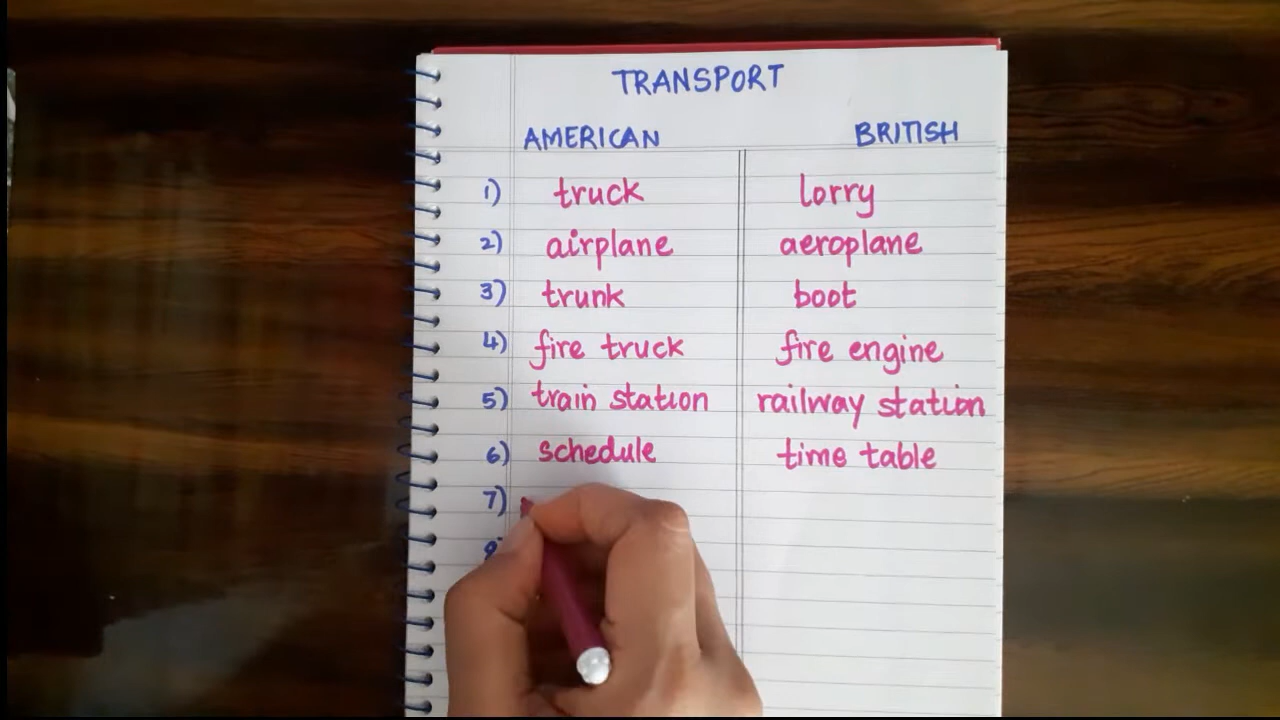 TRANSPORT
AMERICAN BRITISH
1) truck lorry
2) airplane aeroplane
3) trunk boot
4) fire truck fire engine
5) train station railway station
6) schedule time table
7)